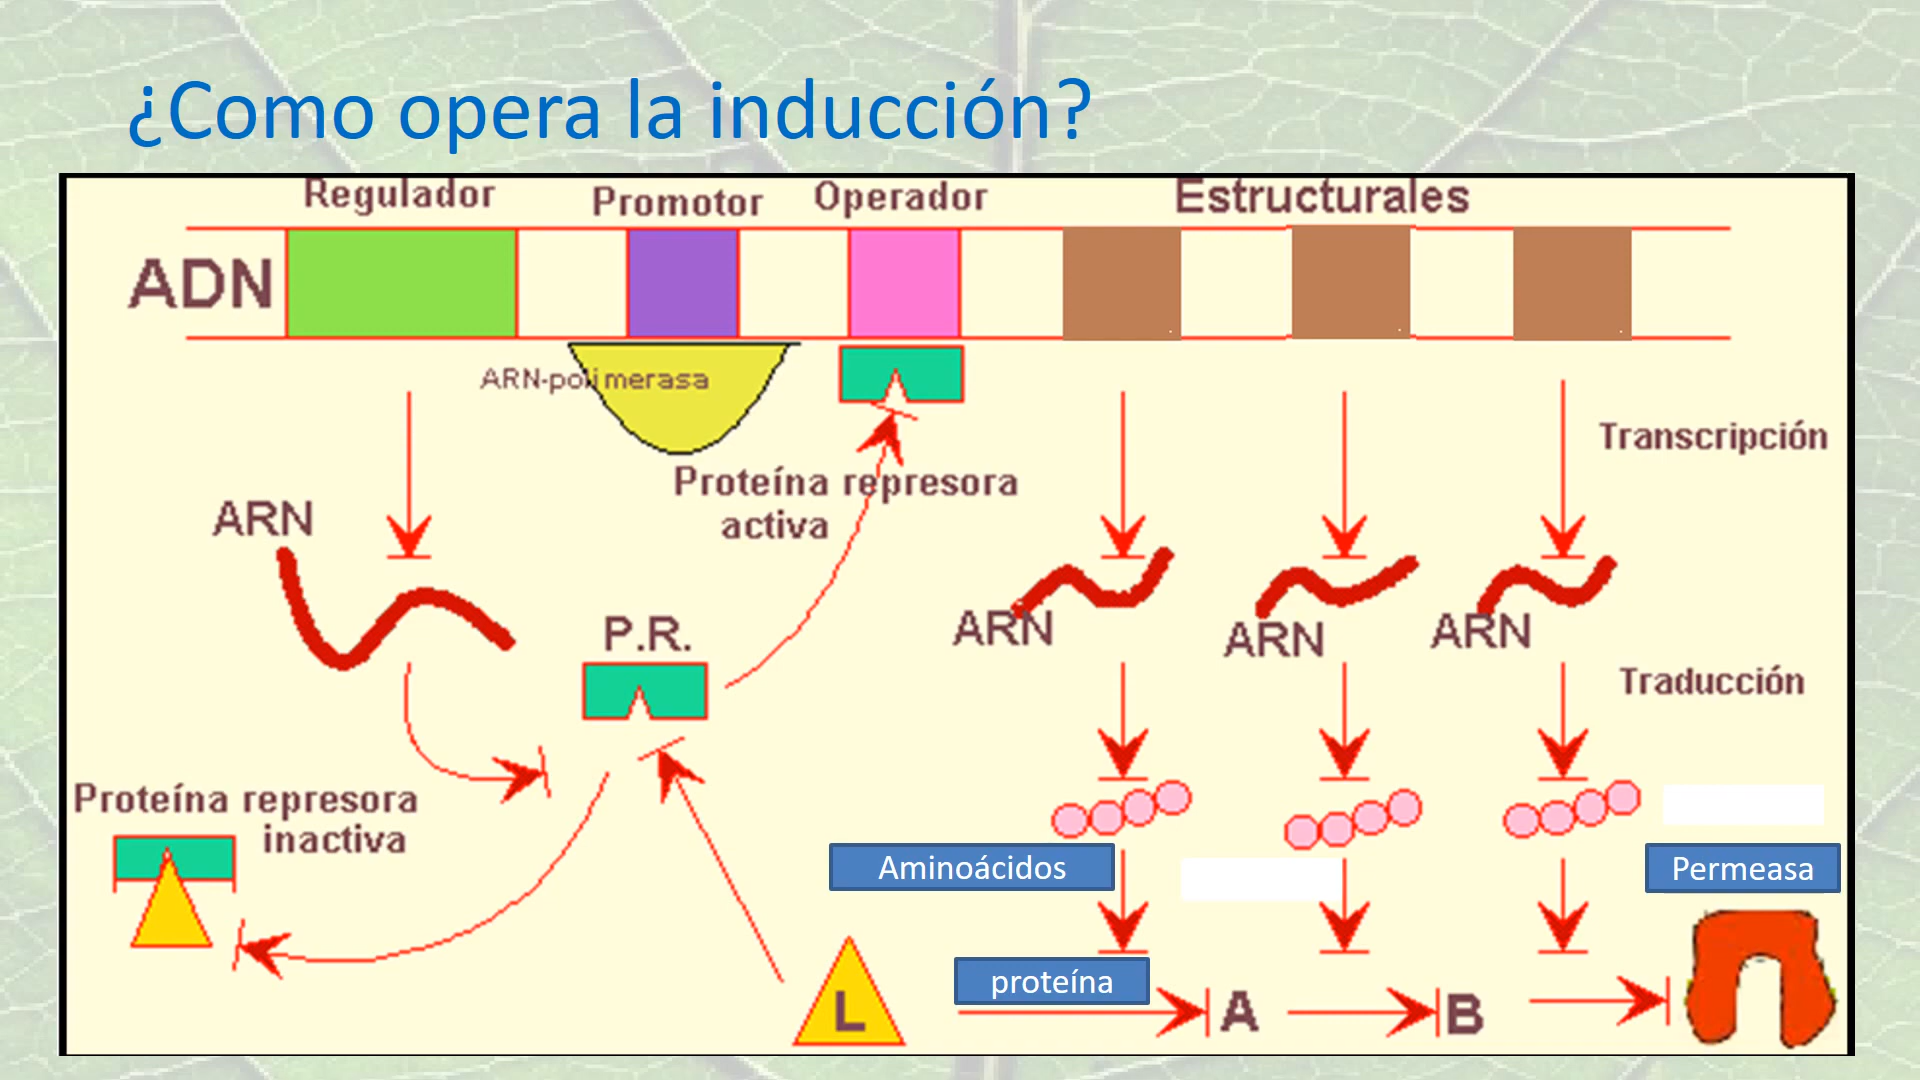 ¿Como opera la inducción?
Regulador
Promotor
Operador
Estructurales
ADN
ARN-polimerasa
Transcripción
Proteína represora
activa
ARN
P.R.
ARN
ARN
ARN
Traducción
Proteína represora
inactiva
Aminoácidos
Permeasa
proteína
L
A
B